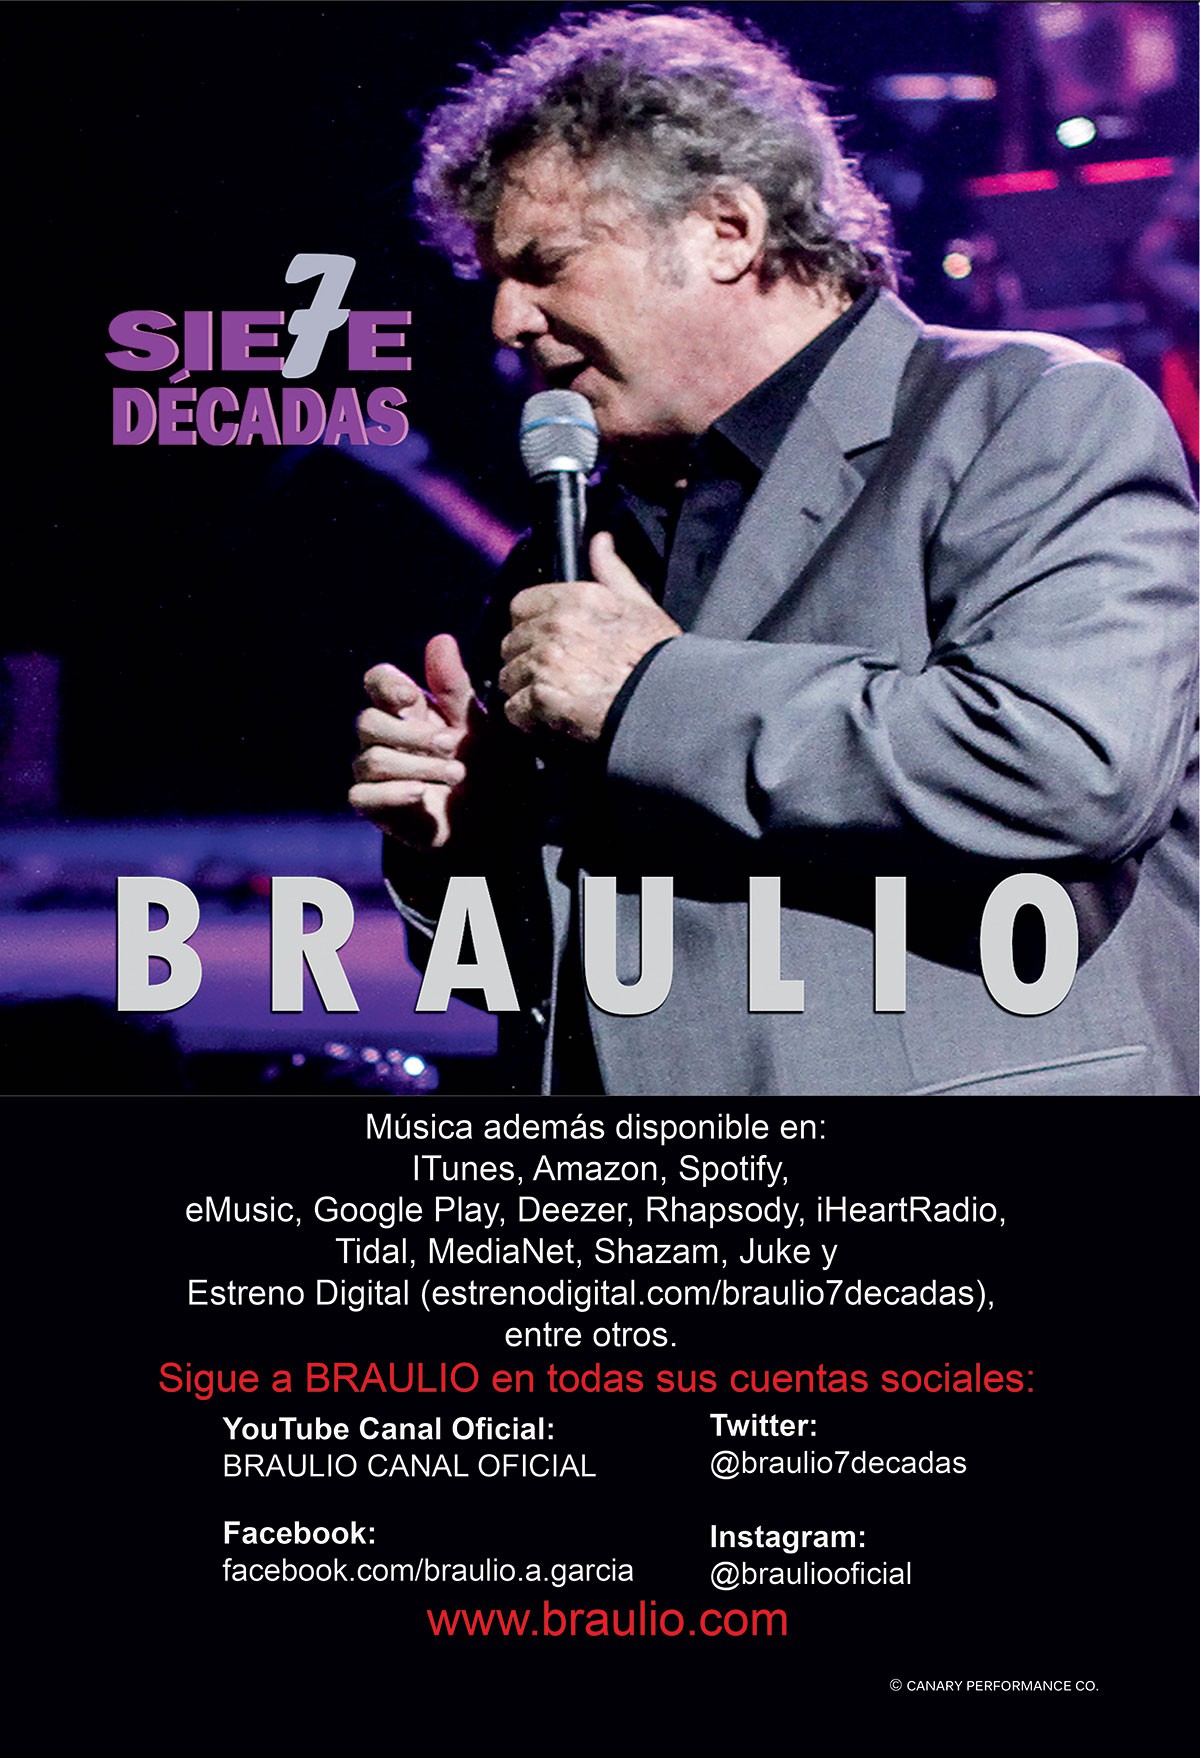 SIE7E
DÉCADAS
BRAULIO
Música además disponible en:
ITunes, Amazon, Spotify,
eMusic, Google Play, Deezer, Rhapsody, iHeartRadio,
Tidal, MediaNet, Shazam, Juke y
Estreno Digital (estrenodigital.com/braulio7decadas),
entre otros.
Sigue a BRAULIO en todas sus cuentas sociales:
YouTube Canal Oficial:
BRAULIO CANAL OFICIAL
Twitter:
@braulio7decadas
Facebook:
facebook.com/braulio.a.garcia
Instagram:
@brauliooficial
www.braulio.com
© CANARY PERFORMANCE CO.